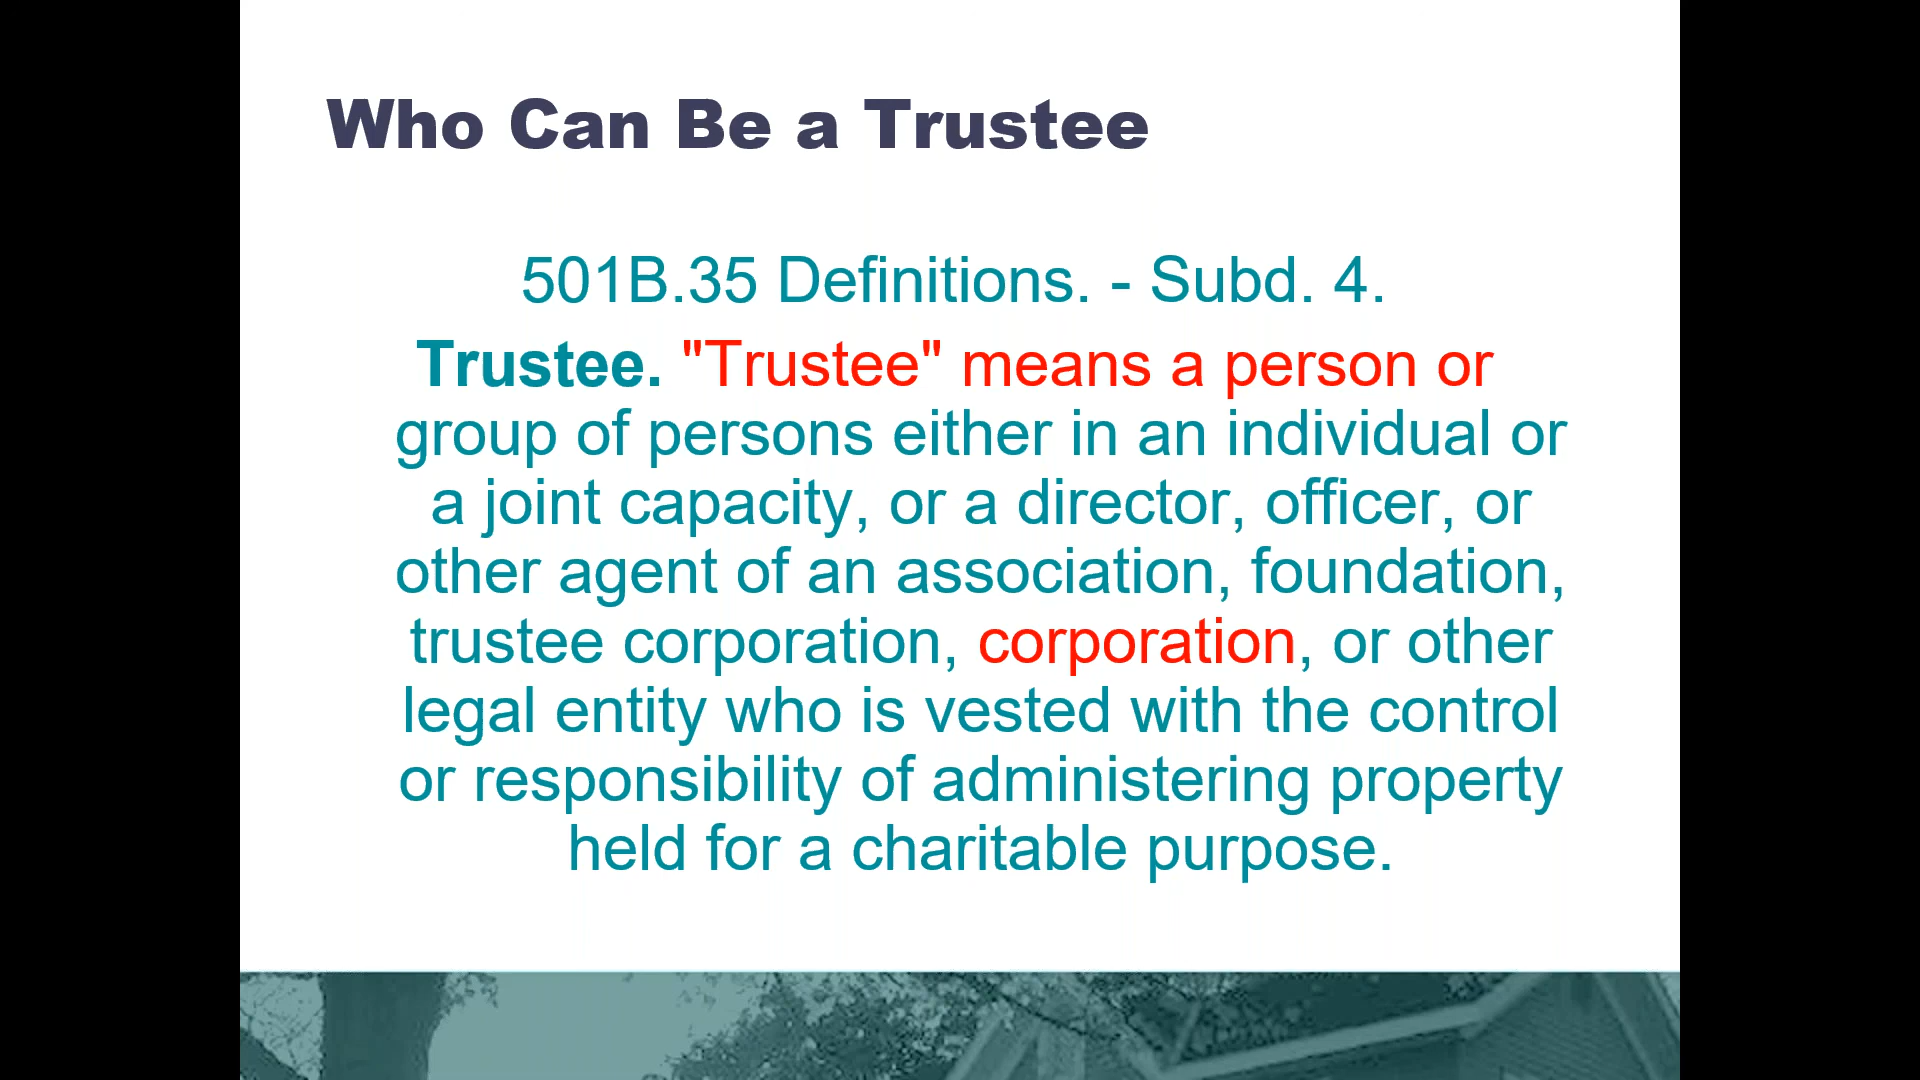 Who Can Be a Trustee
501B.35 Definitions. - Subd. 4.
Trustee. "Trustee" means a person or
group of persons either in an individual or
a joint capacity, or a director, officer, or
other agent of an association, foundation,
trustee corporation, corporation, or other
legal entity who is vested with the control
or responsibility of administering property
held for a charitable purpose.